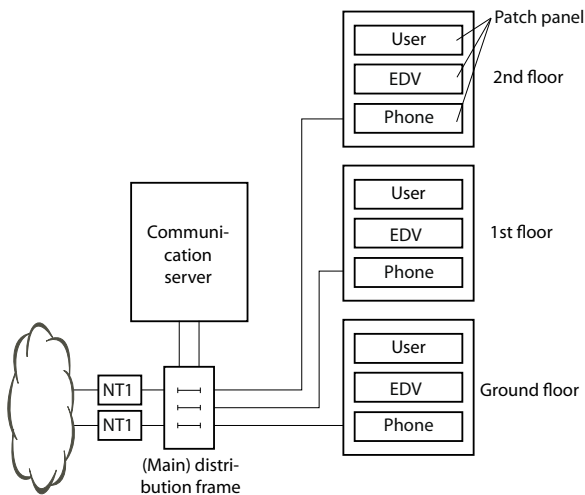 User
Patch panel
EDV
2nd floor
Phone
User
EDV
1st floor
Phone
Communi-
cation
server
User
EDV
Ground floor
Phone
NT1
NT1
(Main) distri-
bution frame